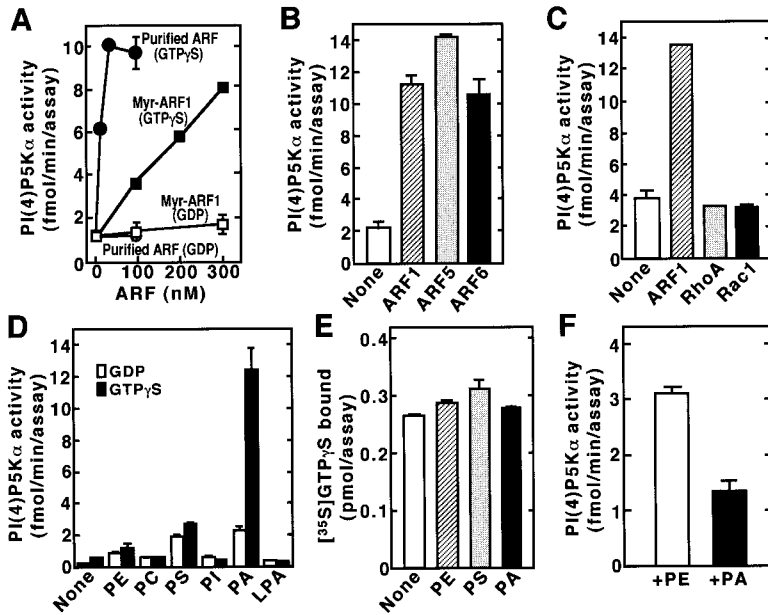 A
PI(4)P5Kα activity
(fmol/min/assay)
10
8
6
4
2
0
Purified ARF
(GTPγS)
Myr-ARF1
(GTPγS)
Myr-ARF1
(GDP)
Purified ARF (GDP)
0 100 200 300
ARF (nM)
B
PI(4)P5Kα activity
(fmol/min/assay)
14
12
10
8
6
4
2
0
None ARF1 ARF5 ARF6
C
PI(4)P5Kα activity
(fmol/min/assay)
14
12
10
8
6
4
2
0
None ARF1 RhoA Rac1
D
PI(4)P5Kα activity
(fmol/min/assay)
14
12
10
8
6
4
2
0
GDP
GTPγS
None PE PC PS PI PA LPA
E
[³⁵S]GTPγS bound
(pmol/assay)
0.4
0.3
0.2
0.1
0
None PE PS PA
F
PI(4)P5Kα activity
(fmol/min/assay)
4
3
2
1
0
+PE +PA